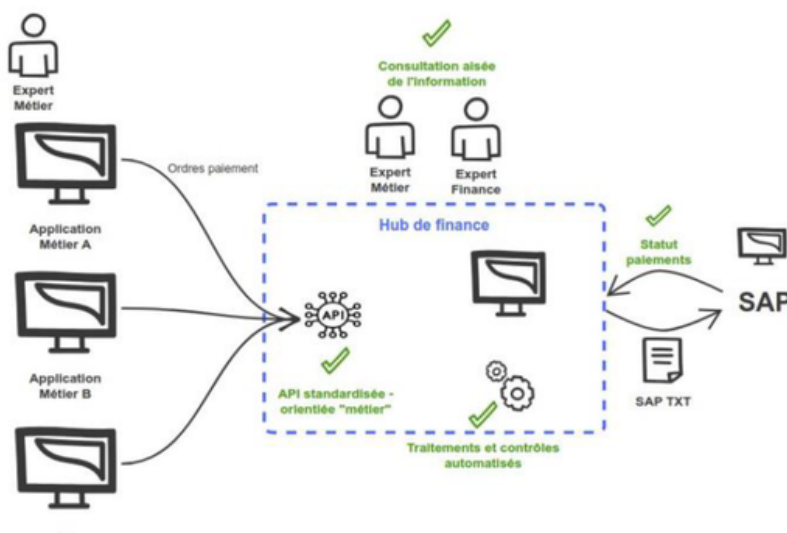 Expert
Métier
Application
Métier A
Application
Métier B
Ordres paiement
Consultation aisée
de l'information
Expert
Métier
Expert
Finance
Hub de finance
API
API standardisée -
orientiée "métier"
Traitements et contrôles
automatisés
Statut
paiements
SAP
SAP TXT